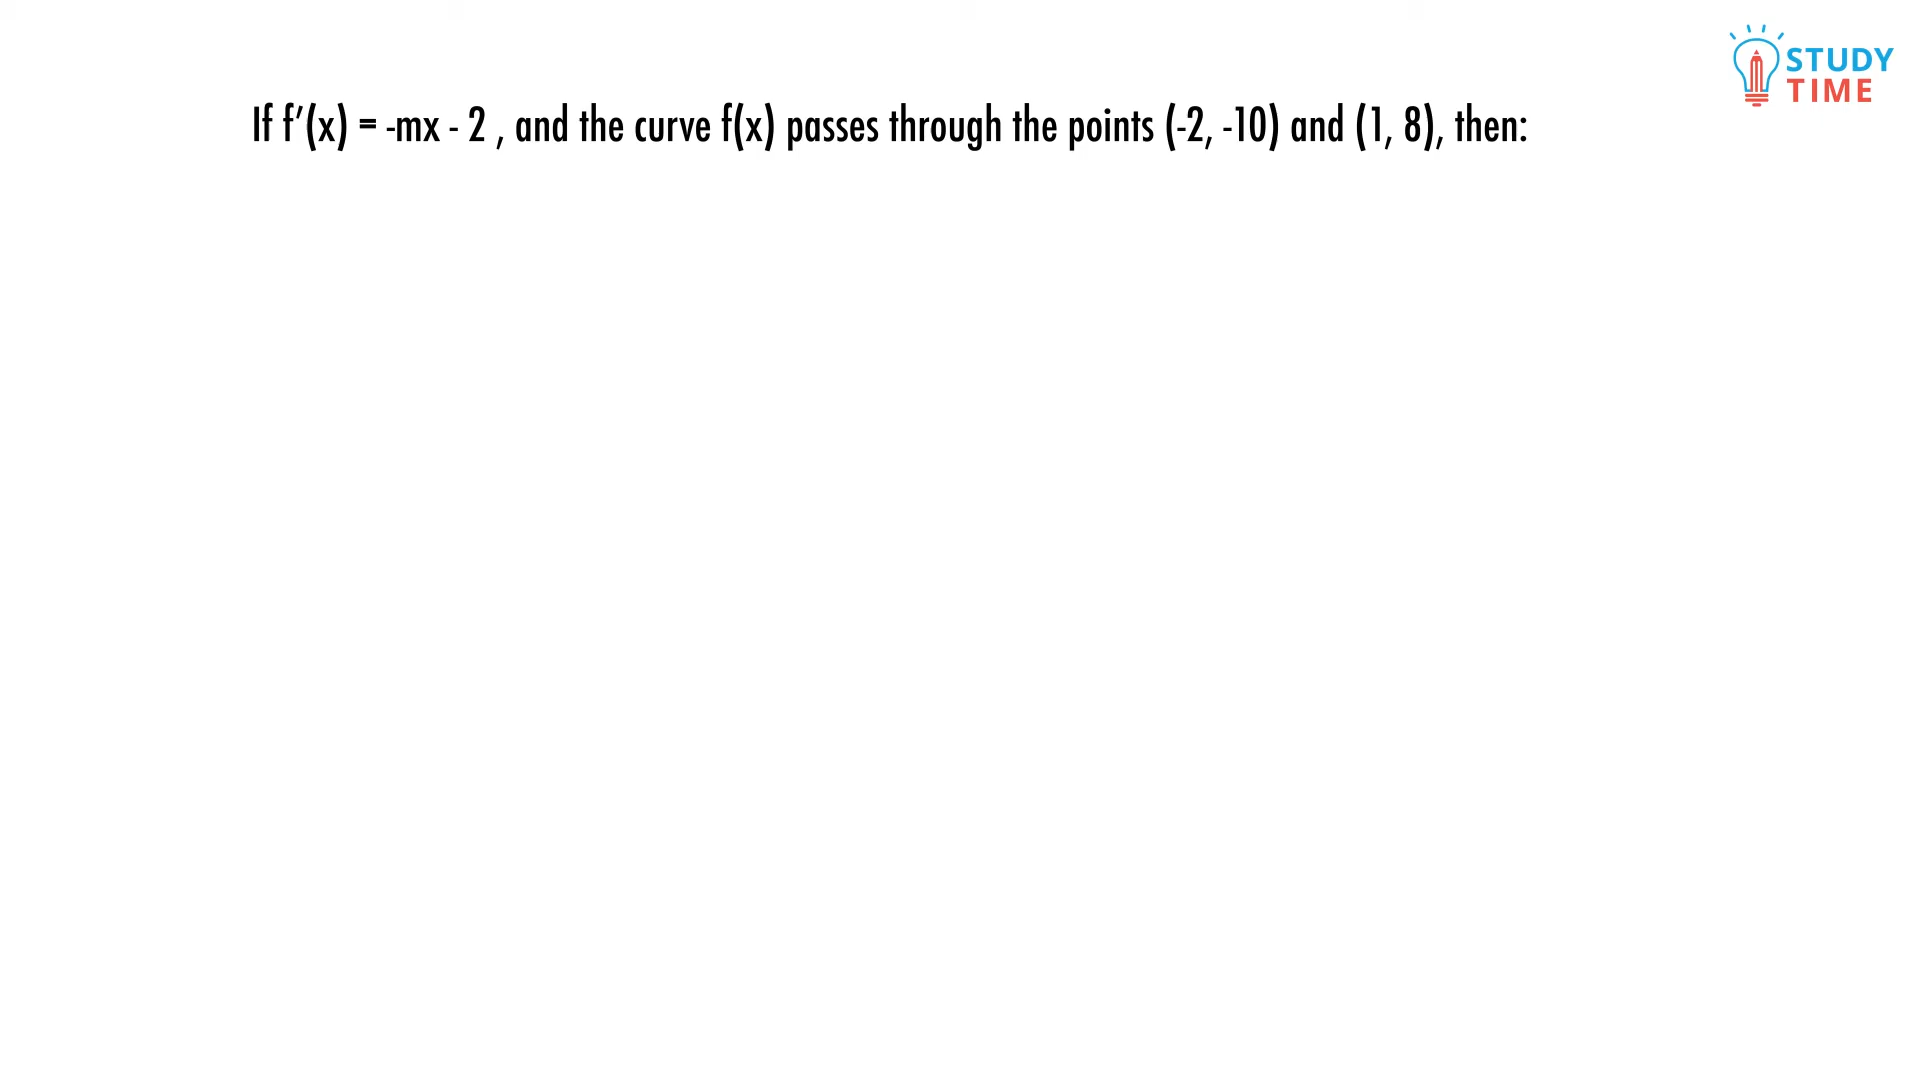 STUDY
TIME
If f’(x) = -mx - 2 , and the curve f(x) passes through the points (-2, -10) and (1, 8), then: